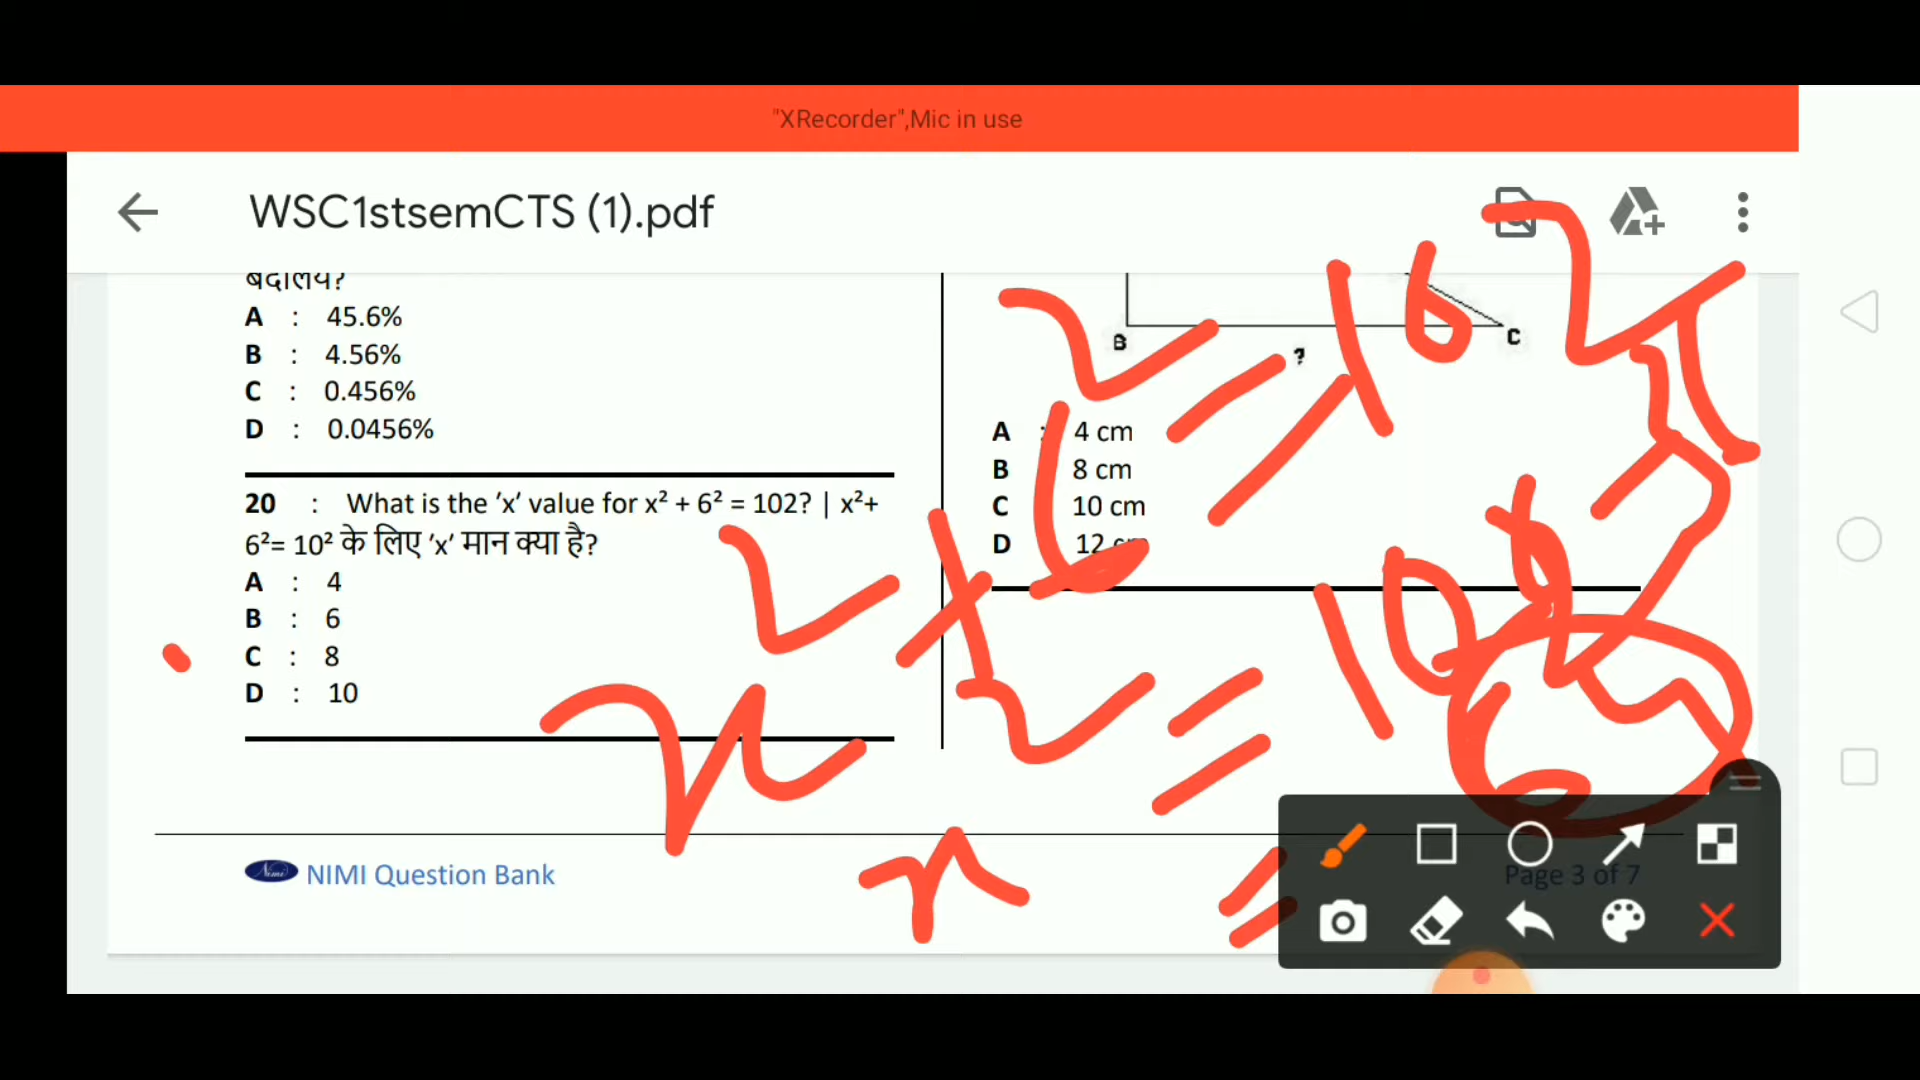 "XRecorder",Mic in use
WSC1stsemCTS (1).pdf
A : 45.6%
B : 4.56%
C : 0.456%
D : 0.0456%
20 : What is the 'x' value for x² + 6² = 102? | x²+
6²= 10² के लिए 'x' मान क्या है?
A : 4
B : 6
C : 8
D : 10
B
?
C
A : 4 cm
B 8 cm
C 10 cm
D 12 cm
NIMI Question Bank
Page 3 of 7